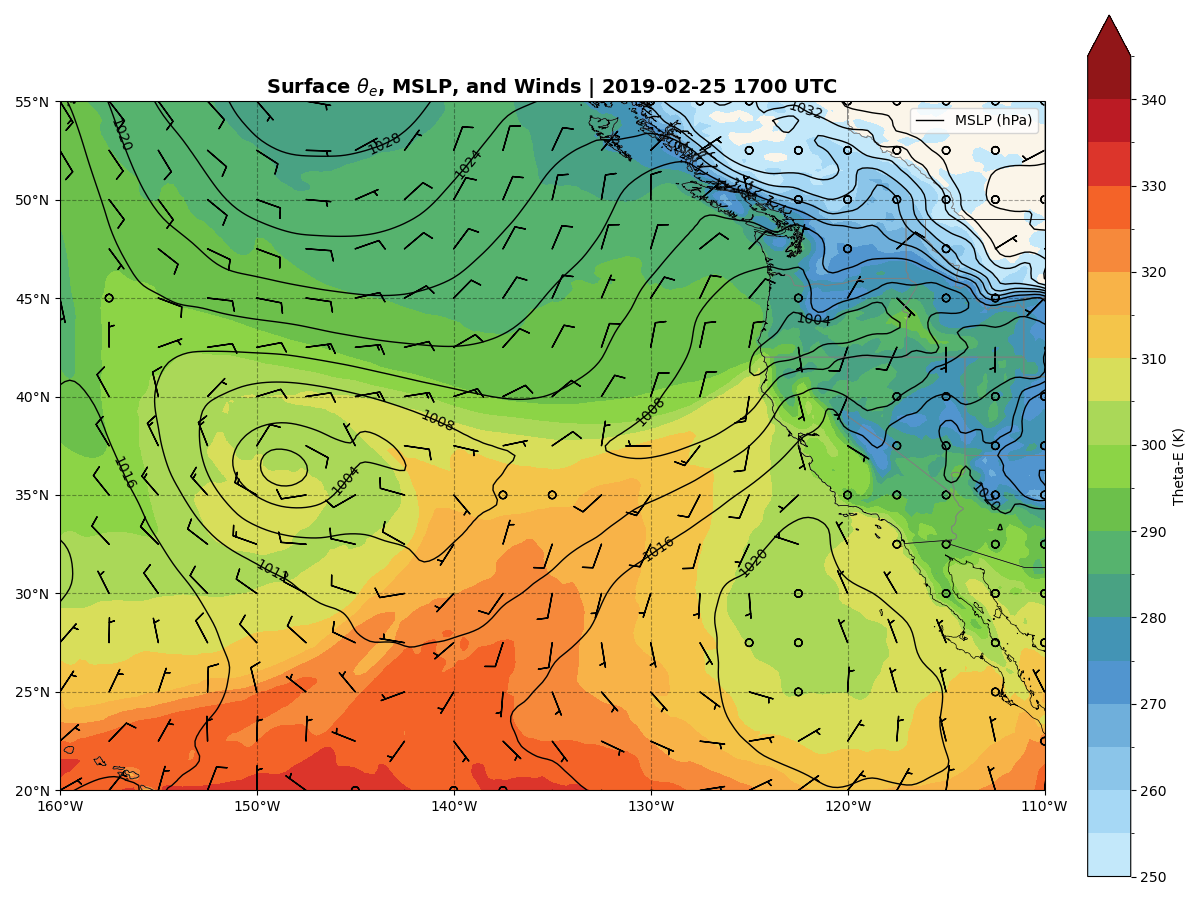 Surface θe, MSLP, and Winds | 2019-02-25 1700 UTC
MSLP (hPa)
55°N
50°N
45°N
40°N
35°N
30°N
25°N
20°N
160°W
150°W
140°W
130°W
120°W
110°W
1020
1028
1024
1032
1004
1008
1008
1016
1004
1012
1016
1020
1020
340
330
320
310
300
290
280
270
260
250
Theta-E (K)